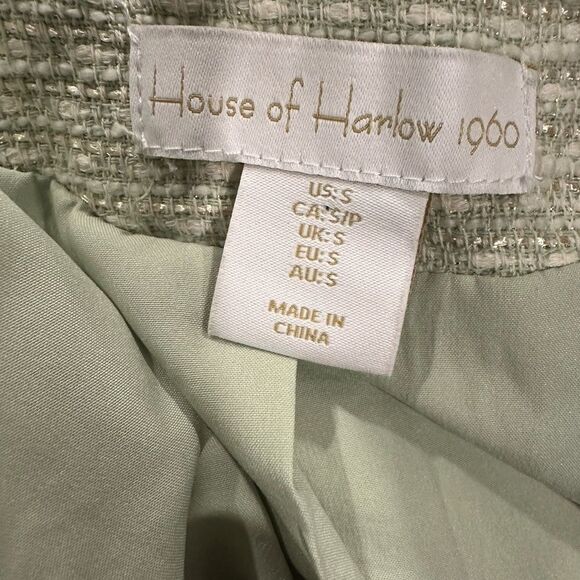 House of Harlow 1960
US: S
CA: S/P
UK: S
EU: S
AU: S
MADE IN
CHINA